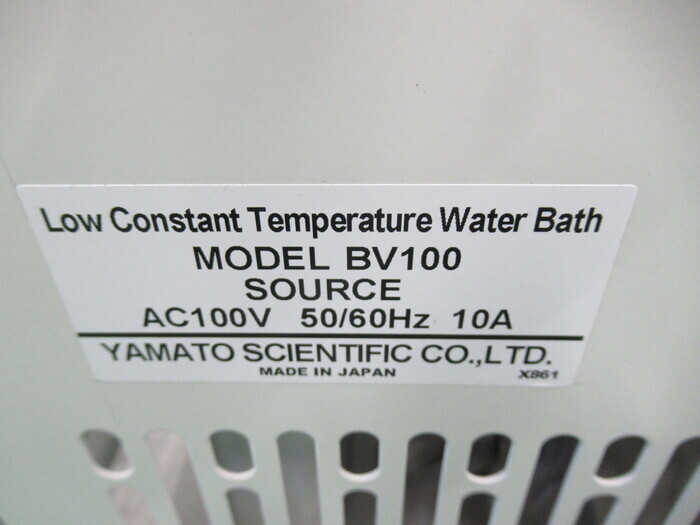 Low Constant Temperature Water Bath
MODEL BV100
SOURCE
AC100V 50/60Hz 10A
YAMATO SCIENTIFIC CO.,LTD.
MADE IN JAPAN
X861